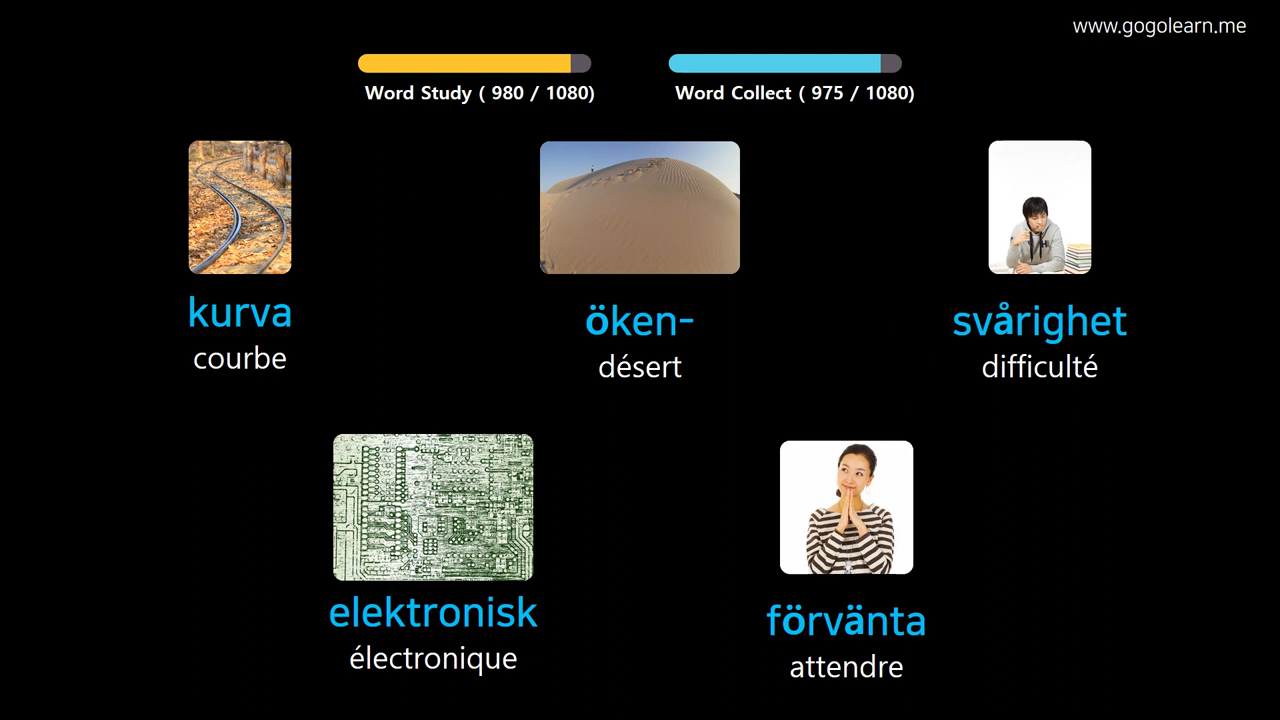 www.gogolearn.me
Word Study ( 980 / 1080)
Word Collect ( 975 / 1080)
kurva
courbe
öken-
désert
svårighet
difficulté
elektronisk
électronique
förvänta
attendre